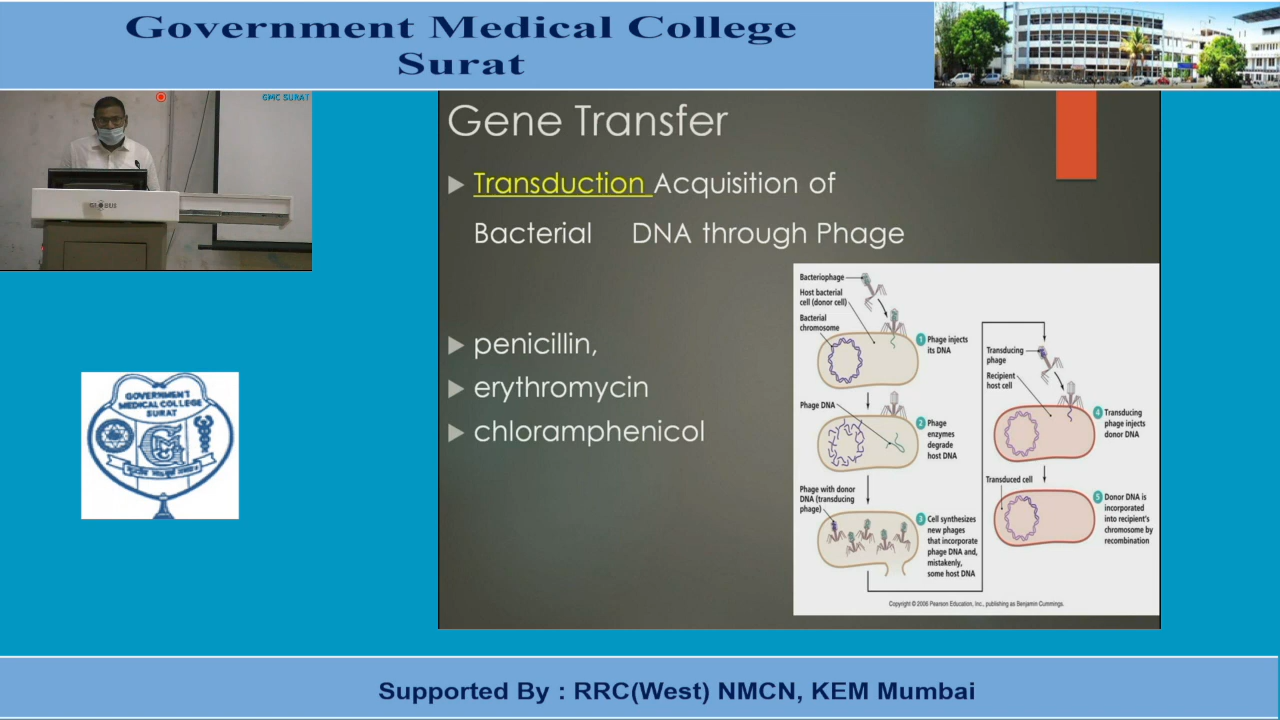 Government Medical College
Surat
GMC SURAT
Gene Transfer
Transduction Acquisition of
Bacterial DNA through Phage
penicillin,
erythromycin
chloramphenicol
Bacteriophage
Host bacterial
cell (donor cell)
Bacterial
chromosome
1 Phage injects
its DNA
Phage DNA
2 Phage
enzymes
degrade
host DNA
Phage with donor
DNA (transducing
phage)
3 Cell synthesizes
new phages
that incorporate
phage DNA and,
mistakenly,
some host DNA
Transducing
phage
Recipient
host cell
4 Transducing
phage injects
donor DNA
Transduced cell
5 Donor DNA is
incorporated
into recipient's
chromosome by
recombination
Copyright © 2006 Pearson Education, Inc., publishing as Benjamin Cummings.
GOVERNMENT
MEDICAL COLLEGE
SURAT
Supported By : RRC(West) NMCN, KEM Mumbai